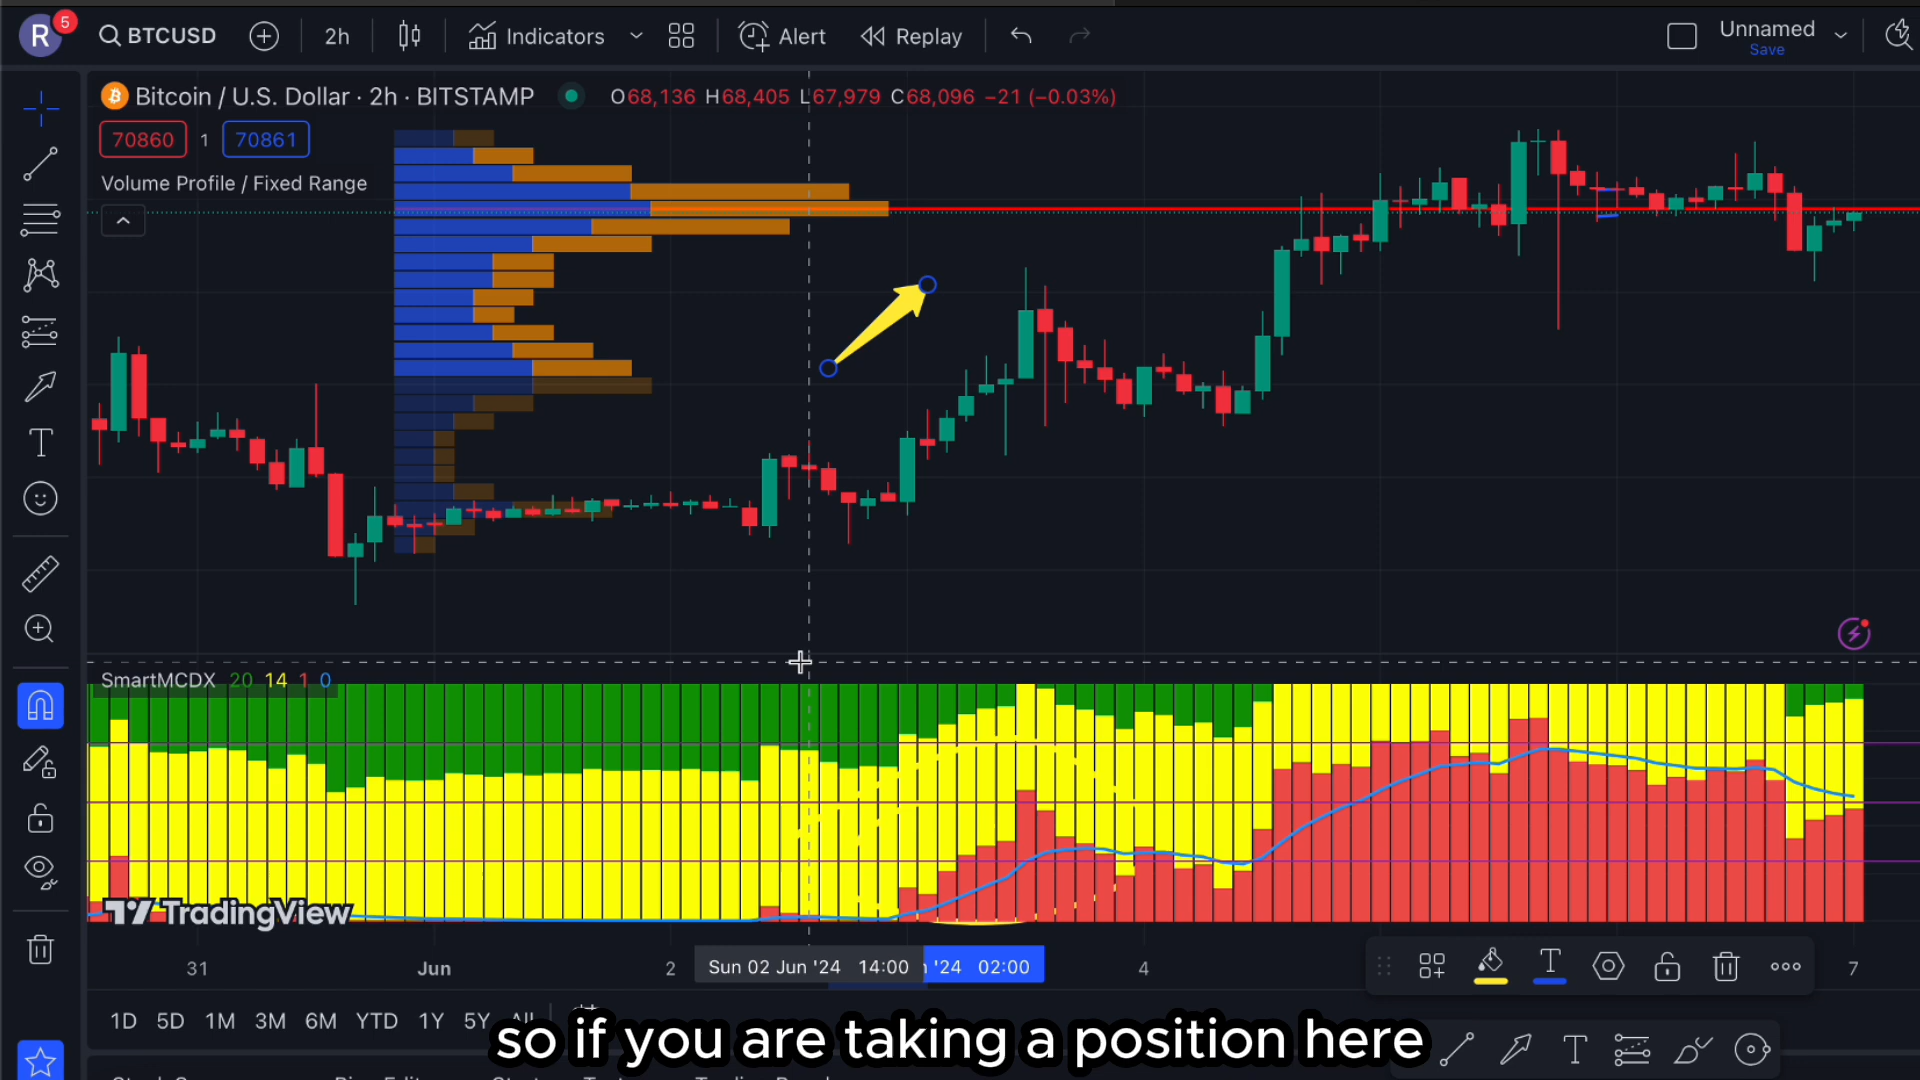 R 5 BTCUSD 2h Indicators Alert Replay Unnamed
Save
Bitcoin / U.S. Dollar · 2h · BITSTAMP O68,136 H68,405 L67,979 C68,096 −21 (−0.03%)
70860 1 70861
Volume Profile / Fixed Range
SmartMCDX 20 14 1 0
TradingView
31 Jun 2 Sun 02 Jun '24 14:00 '24 02:00 4 7
1D 5D 1M 3M 6M YTD 1Y 5Y All
so if you are taking a position here